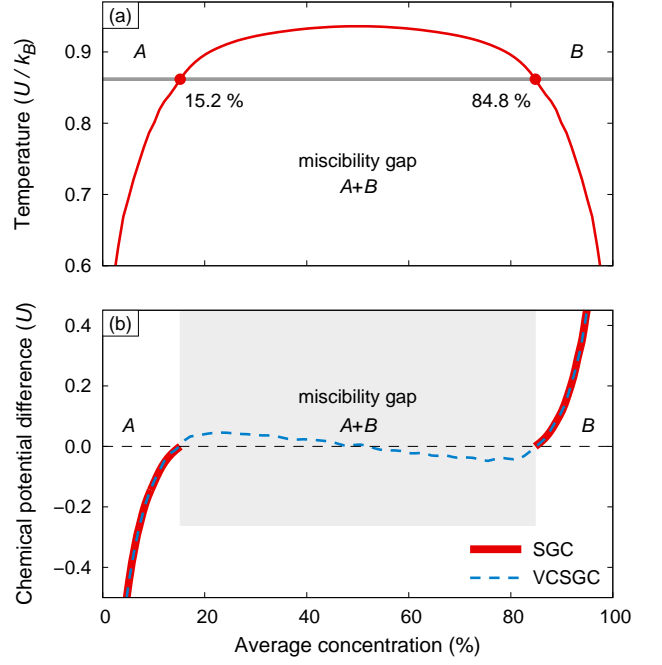 (a)
A
B
15.2 %
84.8 %
miscibility gap
A+B
0.9
0.8
0.7
0.6
Temperature (U / kB)
(b)
miscibility gap
A
A+B
B
0.4
0.2
0.0
−0.2
−0.4
Chemical potential difference (U)
SGC
VCSGC
0
20
40
60
80
100
Average concentration (%)